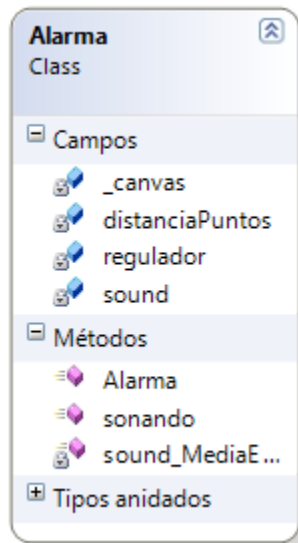 Alarma
Class
Campos
_canvas
distanciaPuntos
regulador
sound
Métodos
Alarma
sonando
sound_MediaE...
Tipos anidados